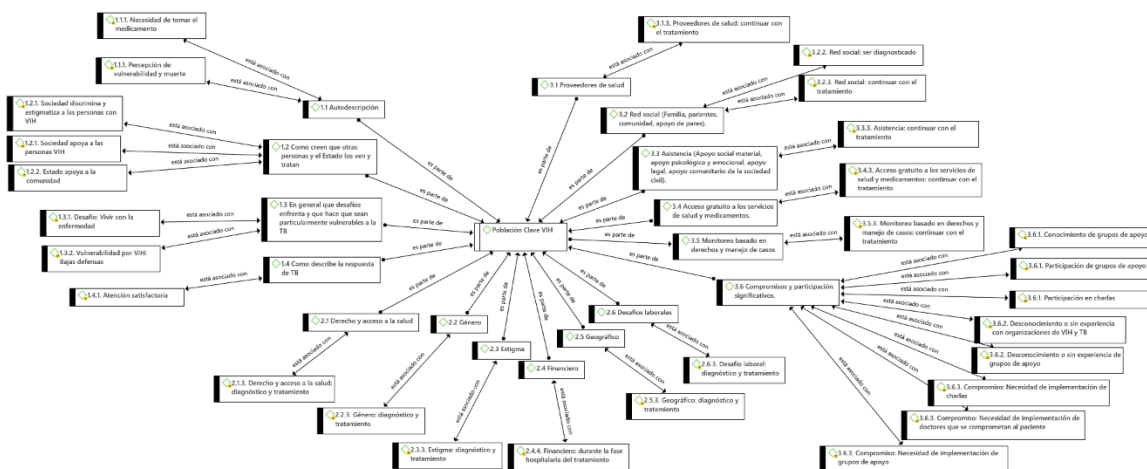 1.1.1. Necesidad de tomar el
medicamento
1.1.1. Percepción de
vulnerabilidad y muerte
está asociado con
está asociado con
1.1 Autodescripción
es parte de
1.2.1. Sociedad discrimina y
estigmatiza a las personas con
VIH
1.2.1. Sociedad apoya a las
personas VIH
1.2.2. Estado apoya a la
comunidad
está asociado con
está asociado con
está asociado con
1.2 Como creen que otras
personas y el Estado los ven y
tratan
es parte de
1.3.1. Desafío: Vivir con la
enfermedad
1.3.2. Vulnerabilidad por VIH:
Bajas defensas
está asociado con
está asociado con
1.3 En general que desafíos
enfrenta y que hace que sean
particularmente vulnerables a la
TB
es parte de
1.4.1. Atención satisfactoria
está asociado con
1.4 Como describe la respuesta
de TB
es parte de
Población Clave VIH
3.1.3. Proveedores de salud: continuar
con el tratamiento
está asociado con
3.1 Proveedores de salud
es parte de
3.2.2. Red social: ser diagnosticado
3.2.3. Red social: continuar con el
tratamiento
está asociado con
está asociado con
3.2 Red social (Familia, parientes,
comunidad, apoyo de pares).
es parte de
3.3.3. Asistencia: continuar con el
tratamiento
está asociado con
3.3 Asistencia (Apoyo social material,
apoyo psicológico y emocional, apoyo
legal, apoyo comunitario de la sociedad
civil).
es parte de
3.4.3. Acceso gratuito a los servicios de
salud y medicamentos: continuar con el
tratamiento
está asociado con
3.4 Acceso gratuito a los servicios
de salud y medicamentos.
es parte de
3.5.3. Monitoreo basado en derechos y
manejo de casos: continuar con el
tratamiento
está asociado con
3.5 Monitoreo basado en
derechos y manejo de casos.
es parte de
3.6 Compromisos y participación
significativos.
es parte de
3.6.1. Conocimiento de grupos de apoyo
3.6.1. Participación de grupos de apoyo
3.6.1. Participación en charlas
3.6.2. Desconocimiento o sin experiencia
con organizaciones de VIH y TB
3.6.2. Desconocimiento o sin experiencia de
grupos de apoyo
3.6.3. Compromiso: Necesidad de implementación de
charlas
3.6.3. Compromiso: Necesidad de implementación de
doctores que se comprometan al paciente
3.6.3. Compromiso: Necesidad de implementación de
grupos de apoyo
está asociado con
está asociado con
está asociado con
está asociado con
está asociado con
está asociado con
está asociado con
está asociado con
2.1 Derecho y acceso a la salud
es parte de
está asociado con
2.1.3. Derecho y acceso a la salud:
diagnóstico y tratamiento
2.2 Género
es parte de
está asociado con
2.2.3. Género: diagnóstico y
tratamiento
2.3 Estigma
es parte de
está asociado con
2.3.3. Estigma: diagnóstico y
tratamiento
2.4 Financiero
es parte de
está asociado con
2.4.4. Financiero: durante la fase
hospitalaria del tratamiento
2.5 Geográfico
es parte de
está asociado con
2.5.3. Geográfico: diagnóstico y
tratamiento
2.6 Desafíos laborales
es parte de
está asociado con
2.6.3. Desafío laboral:
diagnóstico y tratamiento